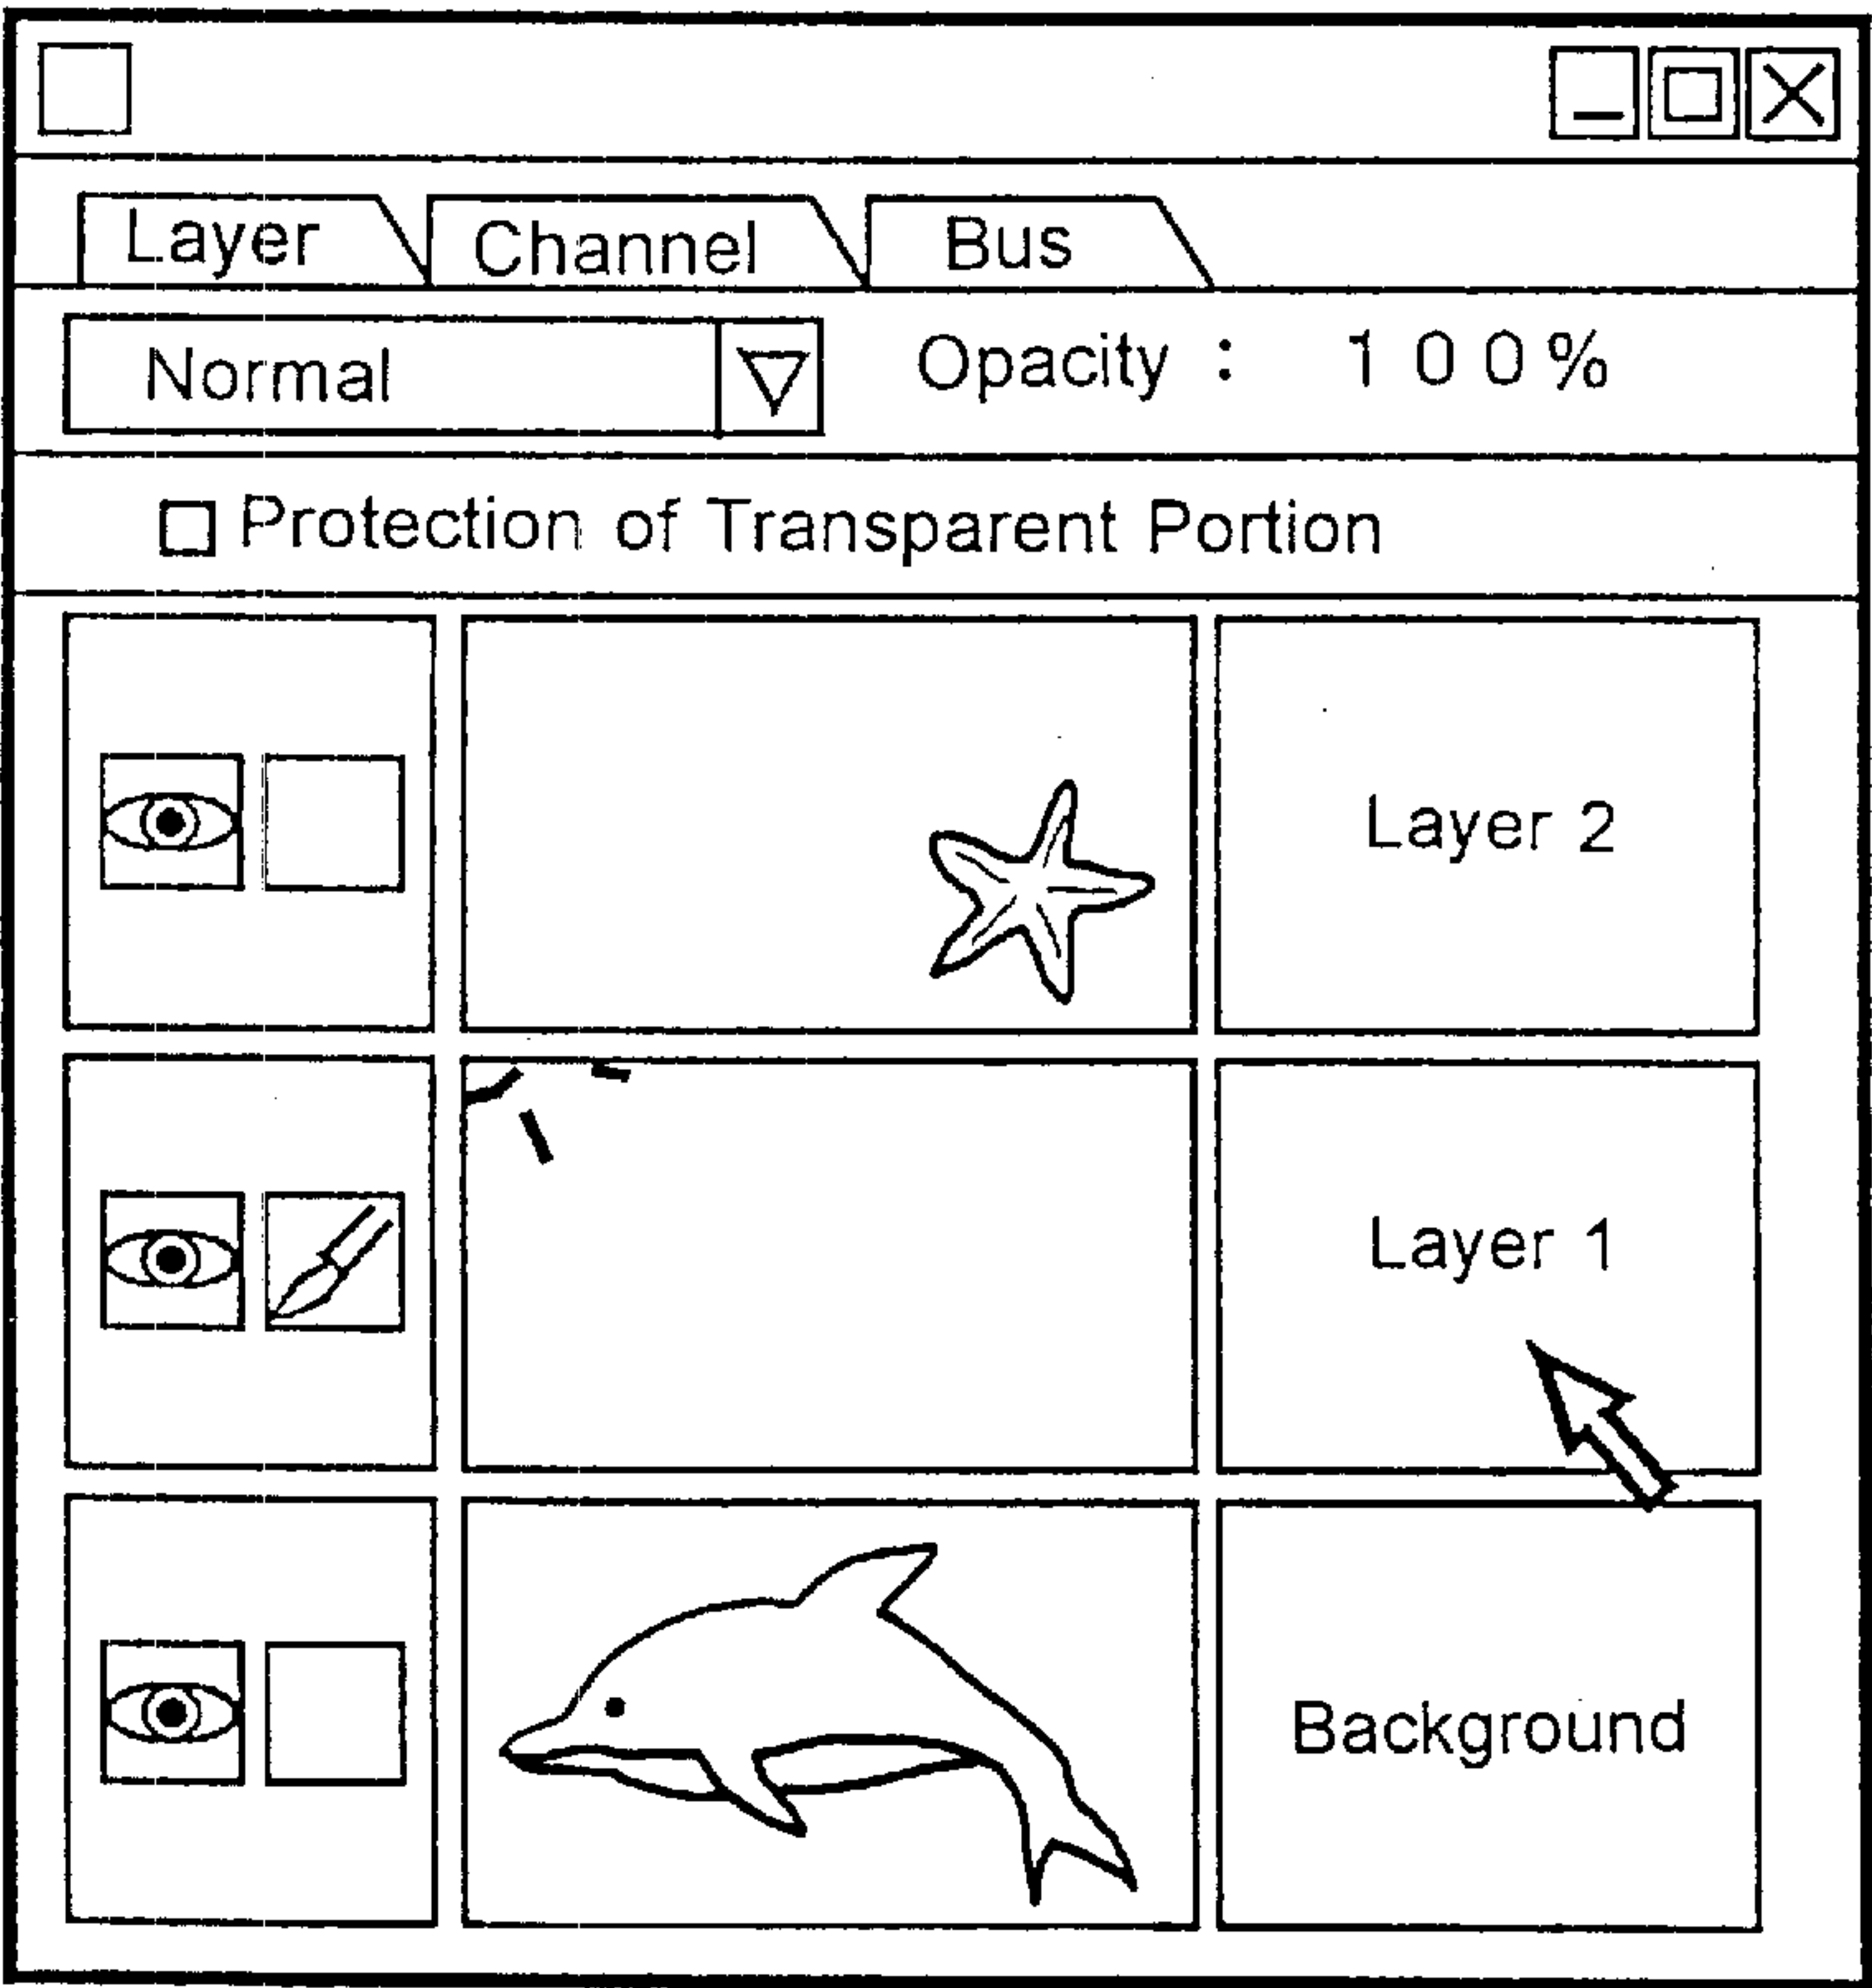 Layer Channel Bus
Normal Opacity : 100%
Protection of Transparent Portion
Layer 2
Layer 1
Background